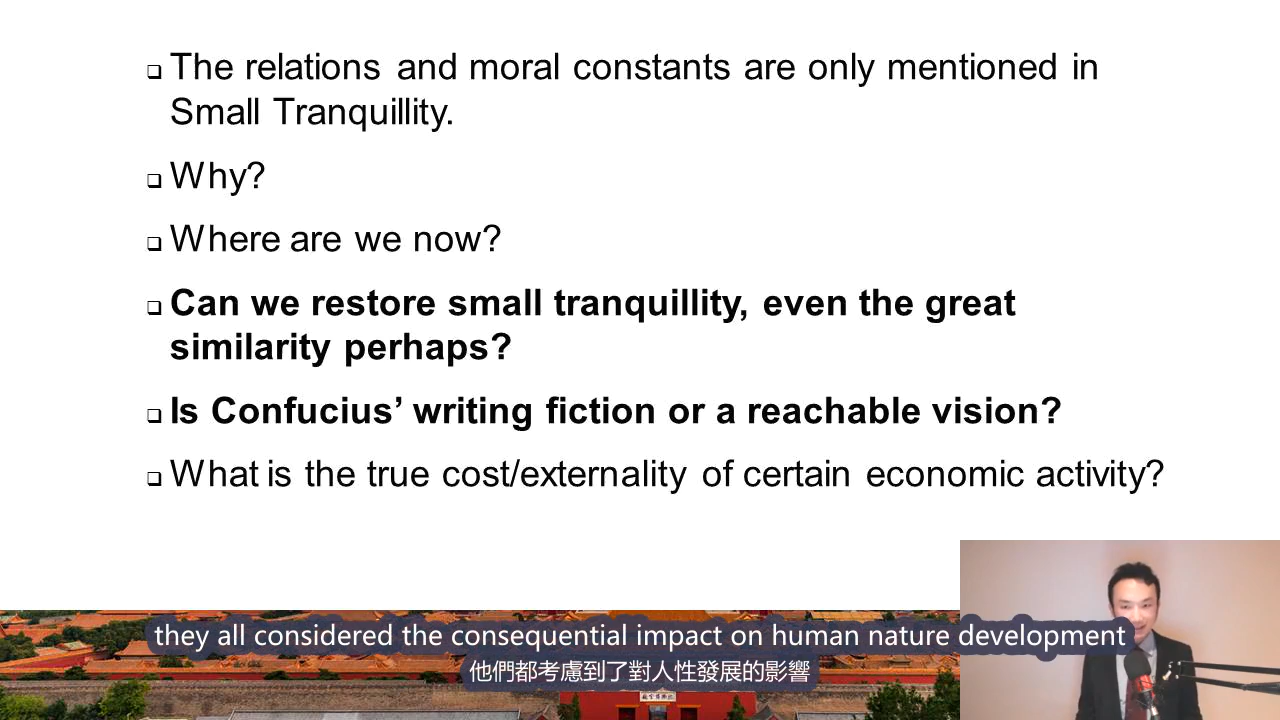 The relations and moral constants are only mentioned in
Small Tranquillity.
Why?
Where are we now?
Can we restore small tranquillity, even the great
similarity perhaps?
Is Confucius’ writing fiction or a reachable vision?
What is the true cost/externality of certain economic activity?
they all considered the consequential impact on human nature development
他們都考慮到了對人性發展的影響